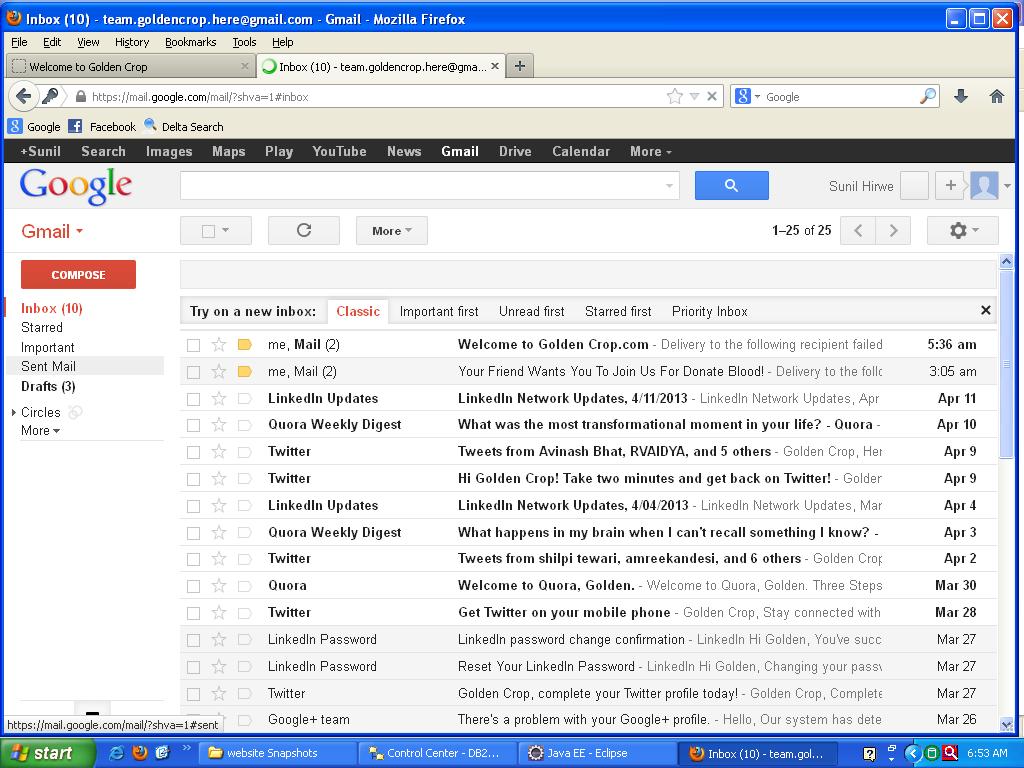 Inbox (10) - team.goldencrop.here@gmail.com - Gmail - Mozilla Firefox
File Edit View History Bookmarks Tools Help
Welcome to Golden Crop Inbox (10) - team.goldencrop.here@gma...
https://mail.google.com/mail/?shva=1#inbox Google
Google Facebook Delta Search
+Sunil Search Images Maps Play YouTube News Gmail Drive Calendar More
Google Sunil Hirwe
Gmail More 1–25 of 25
COMPOSE
Inbox (10)
Starred
Important
Sent Mail
Drafts (3)
Circles
More
Try on a new inbox: Classic Important first Unread first Starred first Priority Inbox
me, Mail (2) Welcome to Golden Crop.com - Delivery to the following recipient failed 5:36 am
me, Mail (2) Your Friend Wants You To Join Us For Donate Blood! - Delivery to the follo 3:05 am
LinkedIn Updates LinkedIn Network Updates, 4/11/2013 - LinkedIn Network Updates, Apr Apr 11
Quora Weekly Digest What was the most transformational moment in your life? - Quora - Apr 10
Twitter Tweets from Avinash Bhat, RVAIDYA, and 5 others - Golden Crop, Her Apr 9
Twitter Hi Golden Crop! Take two minutes and get back on Twitter! - Golden Apr 9
LinkedIn Updates LinkedIn Network Updates, 4/04/2013 - LinkedIn Network Updates, Mar Apr 4
Quora Weekly Digest What happens in my brain when I can't recall something I know? - Apr 3
Twitter Tweets from shilpi tewari, amreekandesi, and 6 others - Golden Crop Apr 2
Quora Welcome to Quora, Golden. - Welcome to Quora, Golden. Three Steps Mar 30
Twitter Get Twitter on your mobile phone - Golden Crop, Stay connected with Mar 28
LinkedIn Password LinkedIn password change confirmation - LinkedIn Hi Golden, You've succ Mar 27
LinkedIn Password Reset Your LinkedIn Password - LinkedIn Hi Golden, Changing your passw Mar 27
Twitter Golden Crop, complete your Twitter profile today! - Golden Crop, Complete Mar 27
Google+ team There's a problem with your Google+ profile. - Hello, Our system has dete Mar 26
https://mail.google.com/mail/?shva=1#sent
start website Snapshots Control Center - DB2... Java EE - Eclipse Inbox (10) - team.gol... 6:53 AM